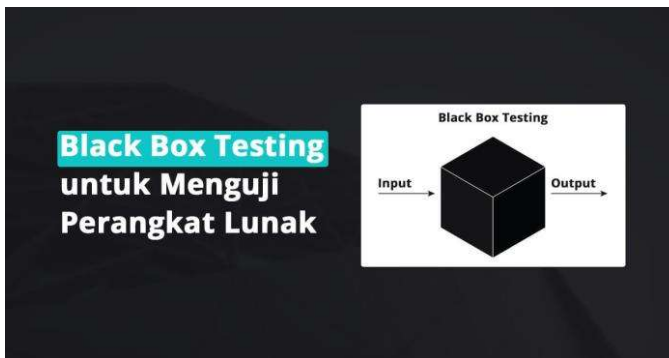 Black Box Testing
untuk Menguji
Perangkat Lunak
Black Box Testing
Input
Output